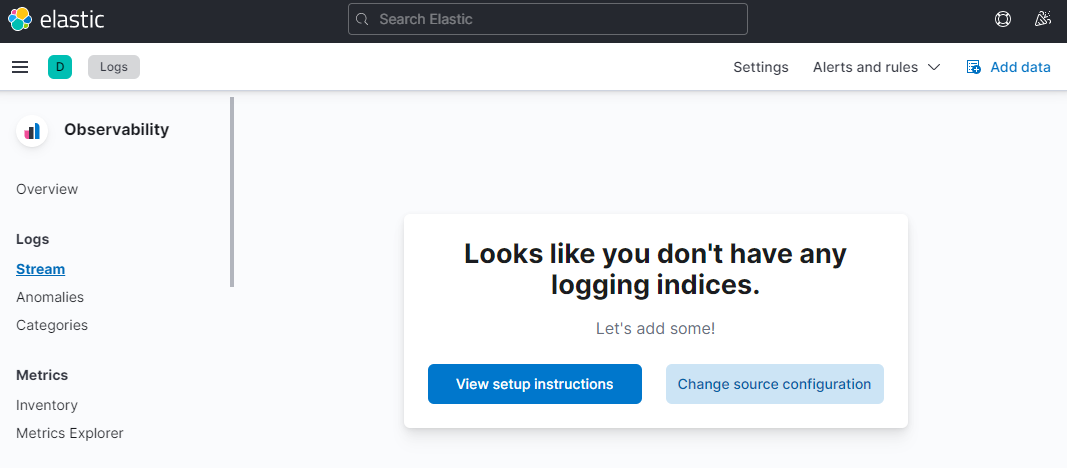 elastic
Search Elastic
D
Logs
Settings
Alerts and rules
Add data
Observability
Overview
Logs
Stream
Anomalies
Categories
Metrics
Inventory
Metrics Explorer
Looks like you don't have any
logging indices.
Let's add some!
View setup instructions
Change source configuration